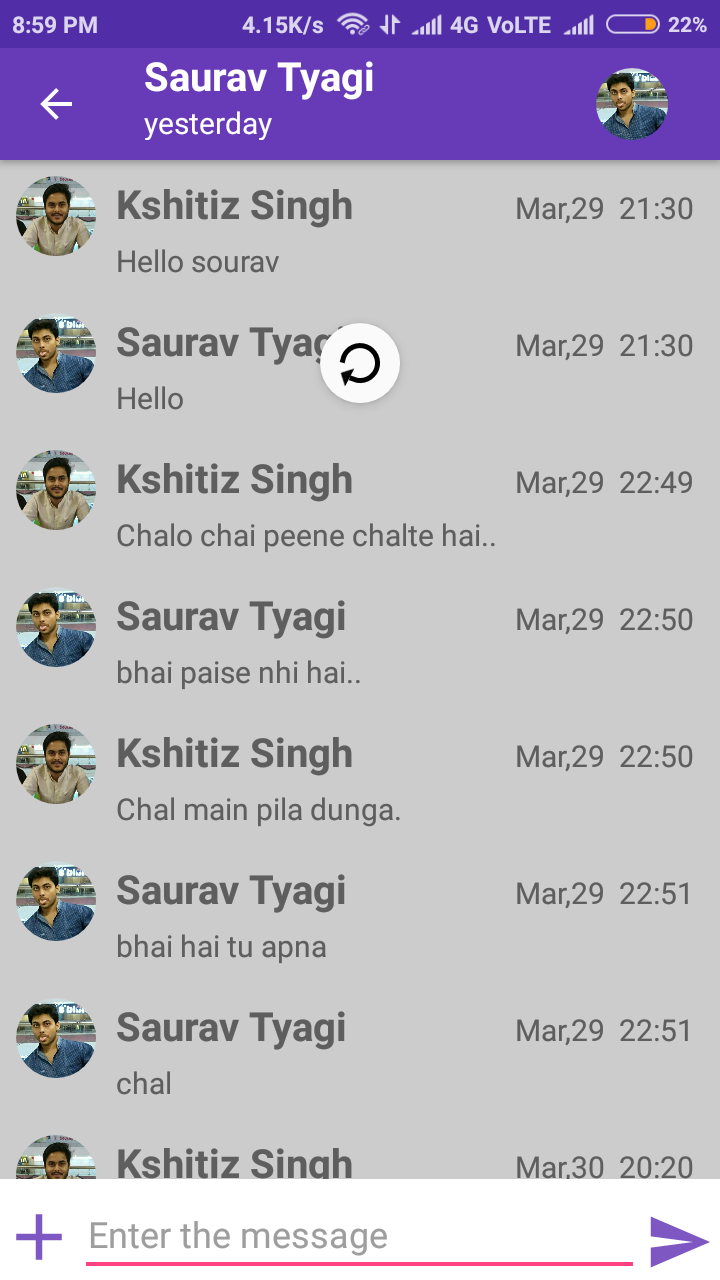 8:59 PM 4.15K/s 4G VoLTE 22%
Saurav Tyagi
yesterday
Kshitiz Singh Mar,29 21:30
Hello sourav
Saurav Mar,29 21:30
Hello
Kshitiz Singh Mar,29 22:49
Chalo chai peene chalte hai..
Saurav Tyagi Mar,29 22:50
bhai paise nhi hai..
Kshitiz Singh Mar,29 22:50
Chal main pila dunga.
Saurav Tyagi Mar,29 22:51
bhai hai tu apna
Saurav Tyagi Mar,29 22:51
chal
Kshitiz Singh Mar,30 20:20
Enter the message